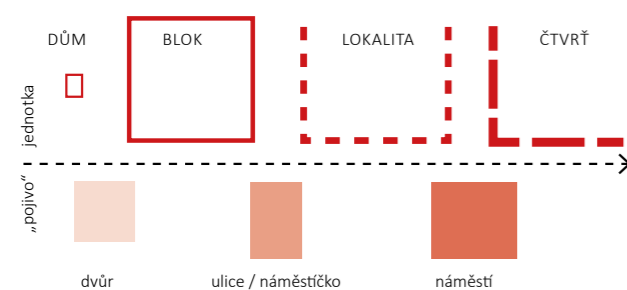 DŮM
BLOK
LOKALITA
ČTVRŤ
jednotka
„pojivo“
dvůr
ulice / náměstíčko
náměstí